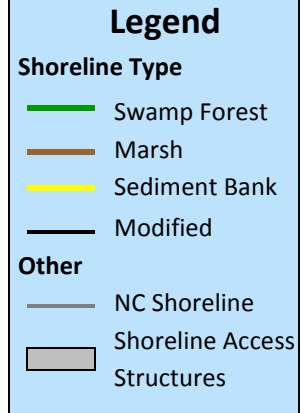 Legend
Shoreline Type
Swamp Forest
Marsh
Sediment Bank
Modified
Other
NC Shoreline
Shoreline Access
Structures